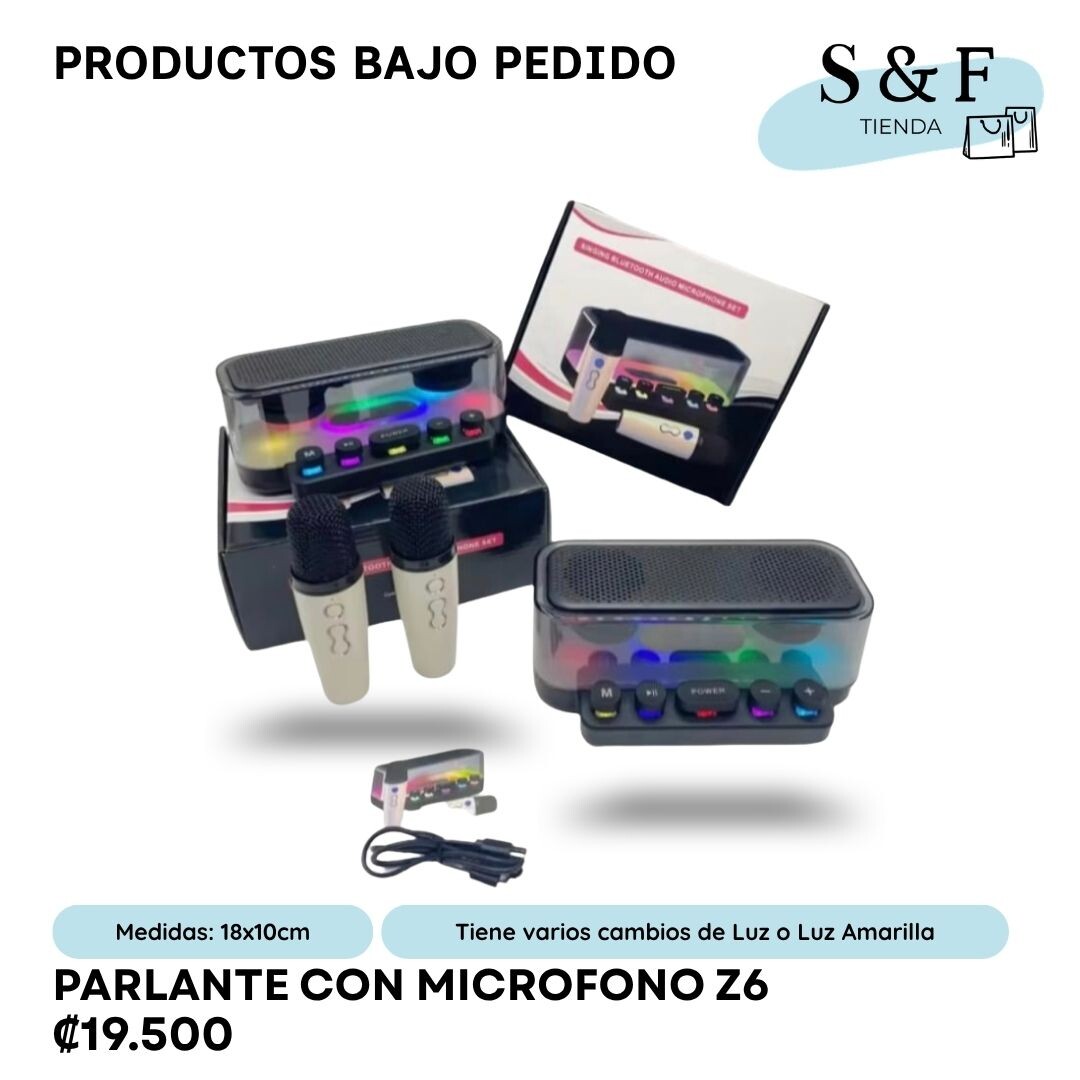 PRODUCTOS BAJO PEDIDO
S & F
TIENDA
SINGING BLUETOOTH AUDIO MICROPHONE SET
M
POWER
M
POWER
Medidas: 18x10cm
Tiene varios cambios de Luz o Luz Amarilla
PARLANTE CON MICROFONO Z6
₡19.500